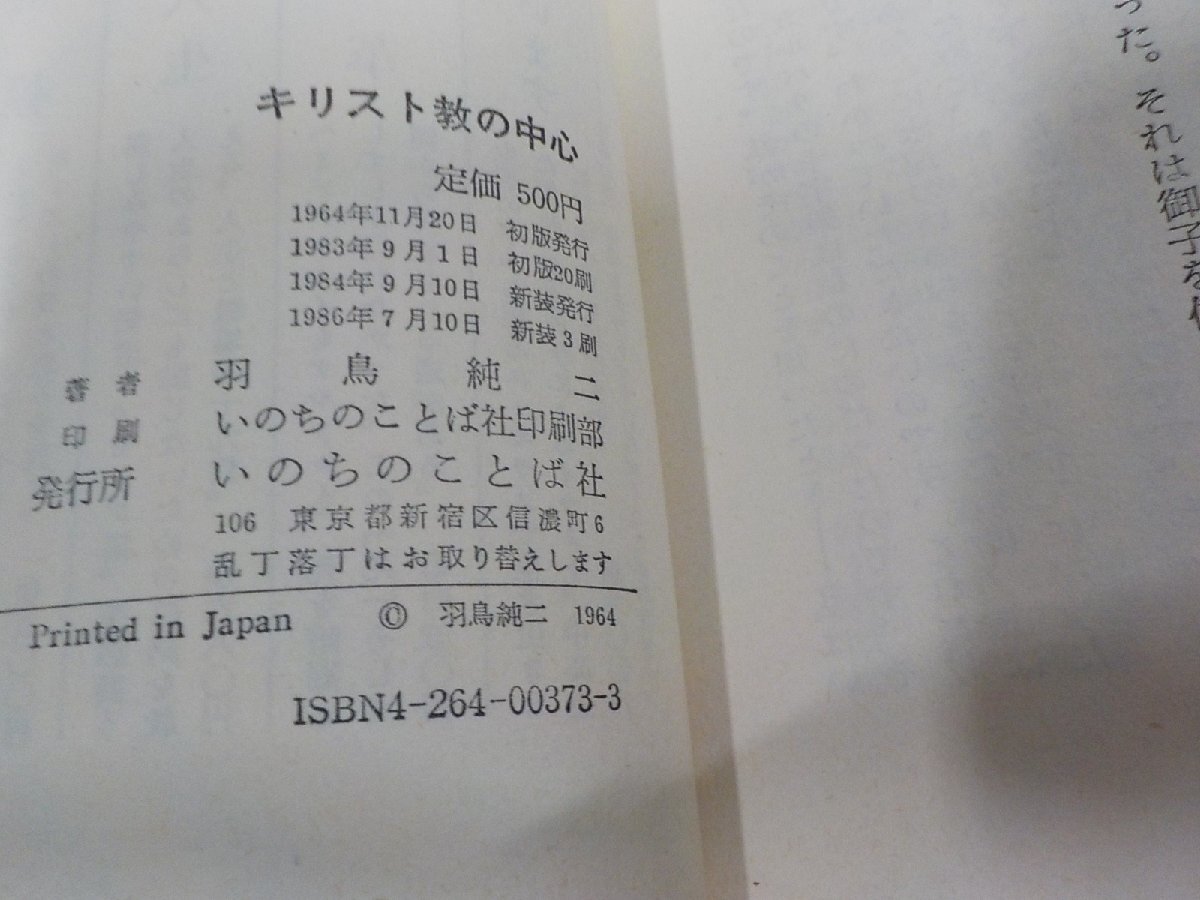 キリスト教の中心
定価 500円
1964年11月20日 初版発行
1983年9月1日 初版20刷
1984年9月10日 新装発行
1986年7月10日 新装3刷
著者 羽鳥純二
印刷 いのちのことば社印刷部
発行所 いのちのことば社
106 東京都新宿区信濃町6
乱丁落丁はお取り替えします
Printed in Japan © 羽鳥純二 1964
ISBN4-264-00373-3
った。それは御子を